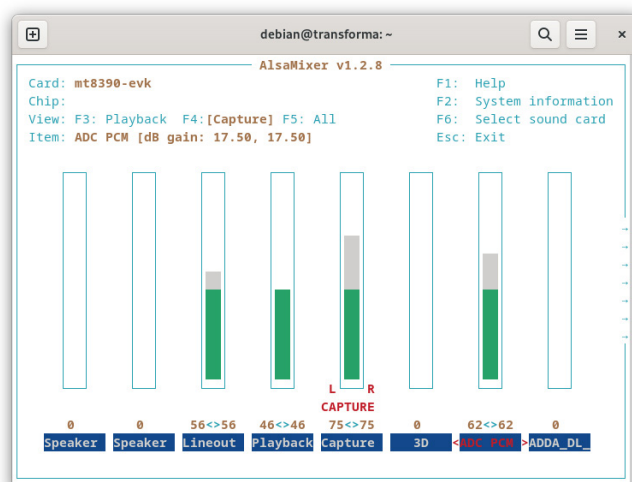 debian@transforma: ~
AlsaMixer v1.2.8
Card: mt8390-evk F1: Help
Chip: F2: System information
View: F3: Playback F4:[Capture] F5: All F6: Select sound card
Item: ADC PCM [dB gain: 17.50, 17.50] Esc: Exit
L R
CAPTURE
0 0 56<>56 46<>46 75<>75 0 62<>62 0
Speaker Speaker Lineout Playback Capture 3D <ADC PCM >ADDA_DL_